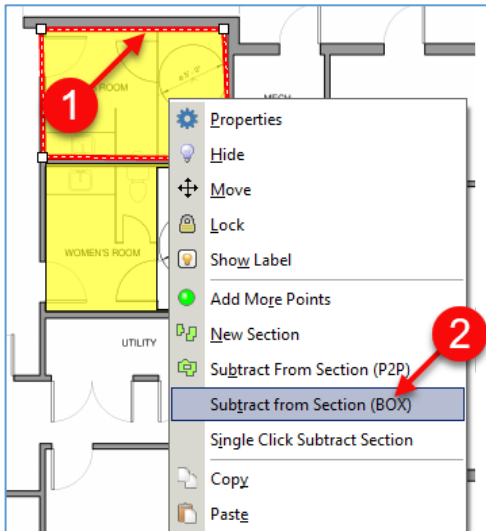 1
ROOM
MECH
WOMEN'S ROOM
UTILITY
Properties
Hide
Move
Lock
Show Label
Add More Points
New Section
2
Subtract From Section (P2P)
Subtract from Section (BOX)
Single Click Subtract Section
Copy
Paste